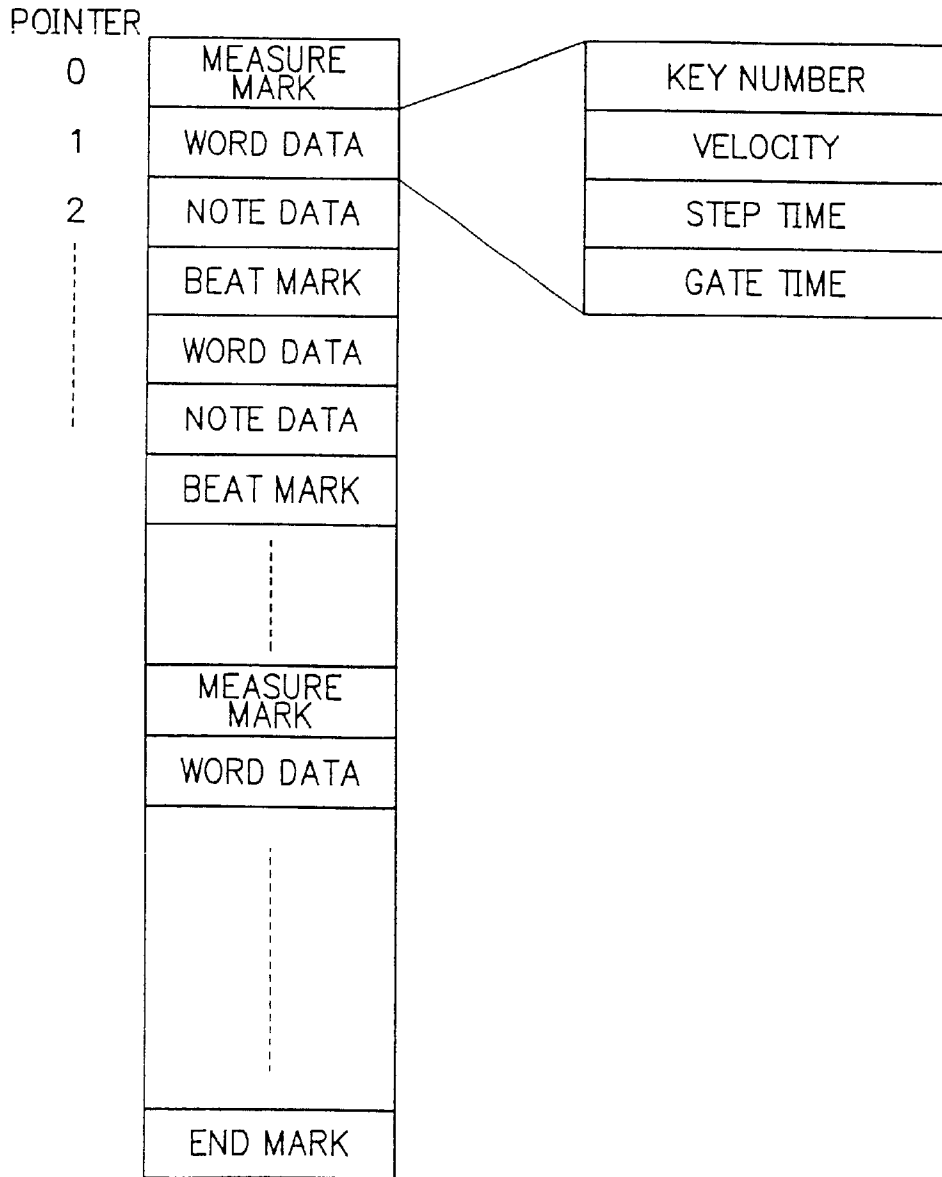 POINTER
0
MEASURE
MARK
1
WORD DATA
2
NOTE DATA
BEAT MARK
WORD DATA
NOTE DATA
BEAT MARK
MEASURE
MARK
WORD DATA
END MARK
KEY NUMBER
VELOCITY
STEP TIME
GATE TIME